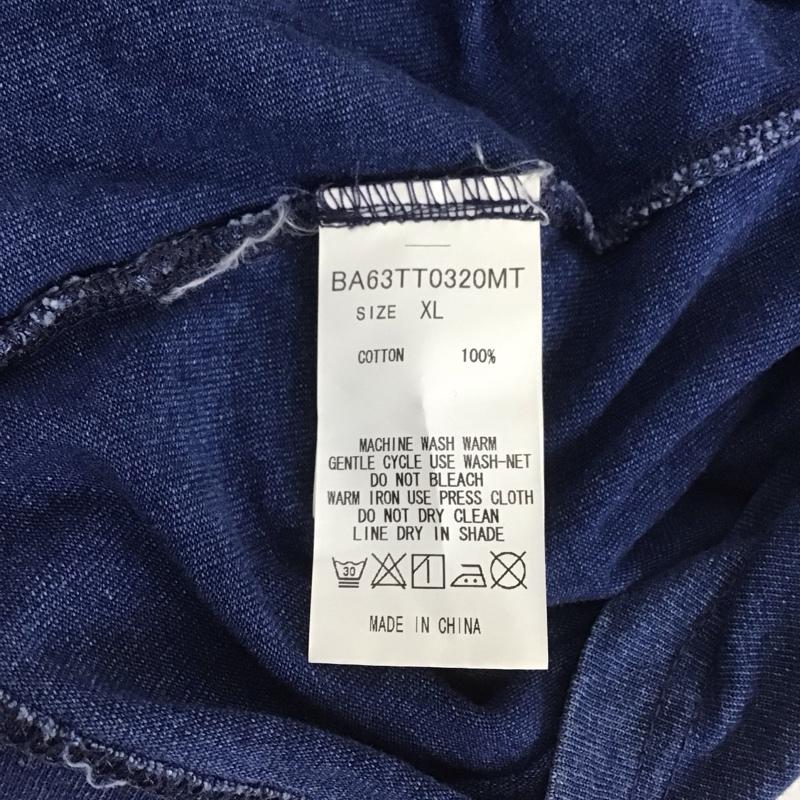 BA63TT0320MT
SIZE XL
COTTON 100%
MACHINE WASH WARM
GENTLE CYCLE USE WASH-NET
DO NOT BLEACH
WARM IRON USE PRESS CLOTH
DO NOT DRY CLEAN
LINE DRY IN SHADE
30
MADE IN CHINA